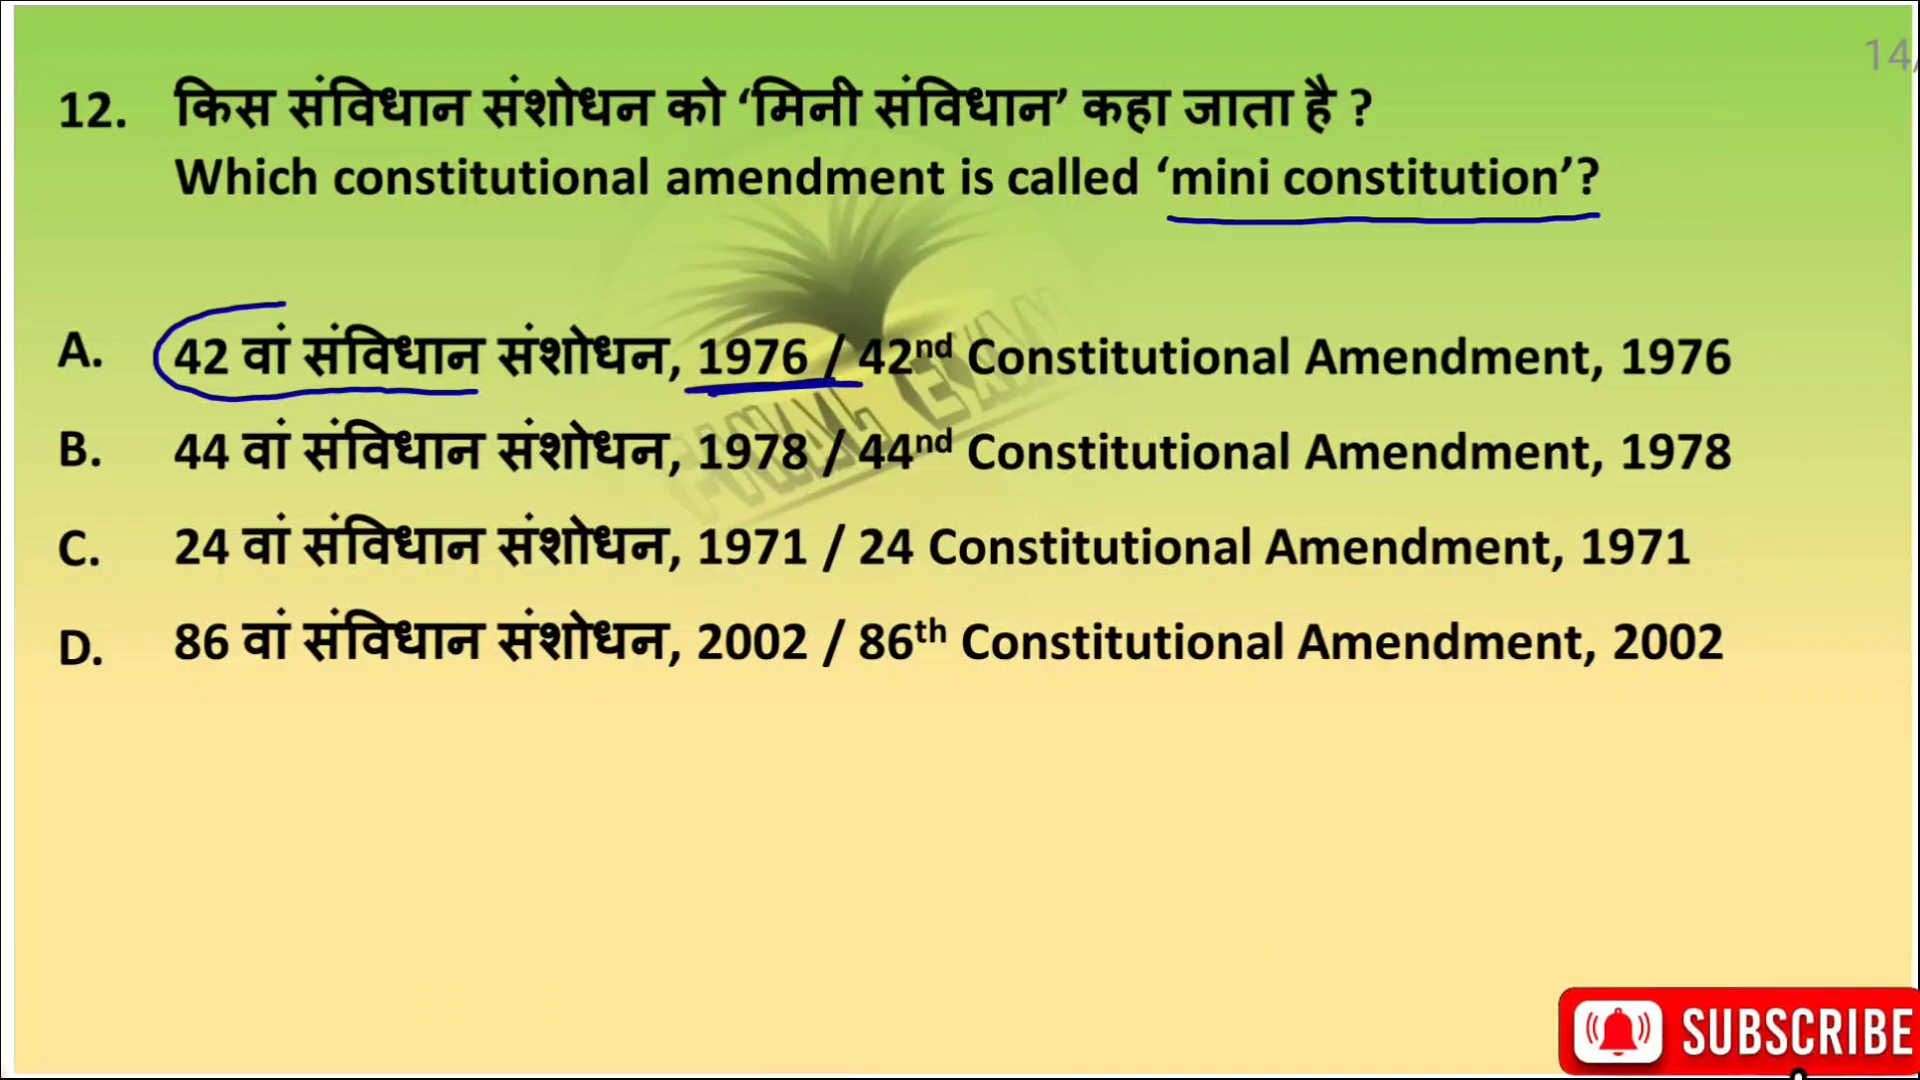 14/
12. किस संविधान संशोधन को ‘मिनी संविधान’ कहा जाता है ?
Which constitutional amendment is called ‘mini constitution’?
A. 42 वां संविधान संशोधन, 1976 / 42nd Constitutional Amendment, 1976
B. 44 वां संविधान संशोधन, 1978 / 44nd Constitutional Amendment, 1978
C. 24 वां संविधान संशोधन, 1971 / 24 Constitutional Amendment, 1971
D. 86 वां संविधान संशोधन, 2002 / 86th Constitutional Amendment, 2002
SUBSCRIBE